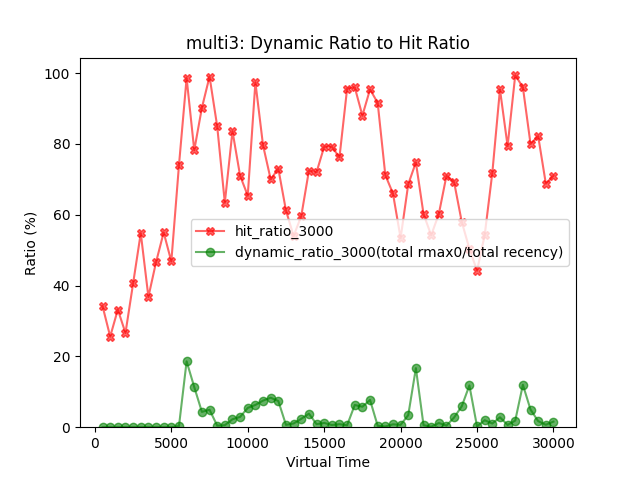 multi3: Dynamic Ratio to Hit Ratio
Ratio (%)
100
80
60
40
20
0
hit_ratio_3000
dynamic_ratio_3000(total rmax0/total recency)
0 5000 10000 15000 20000 25000 30000
Virtual Time